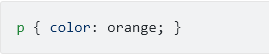 p { color: orange; }